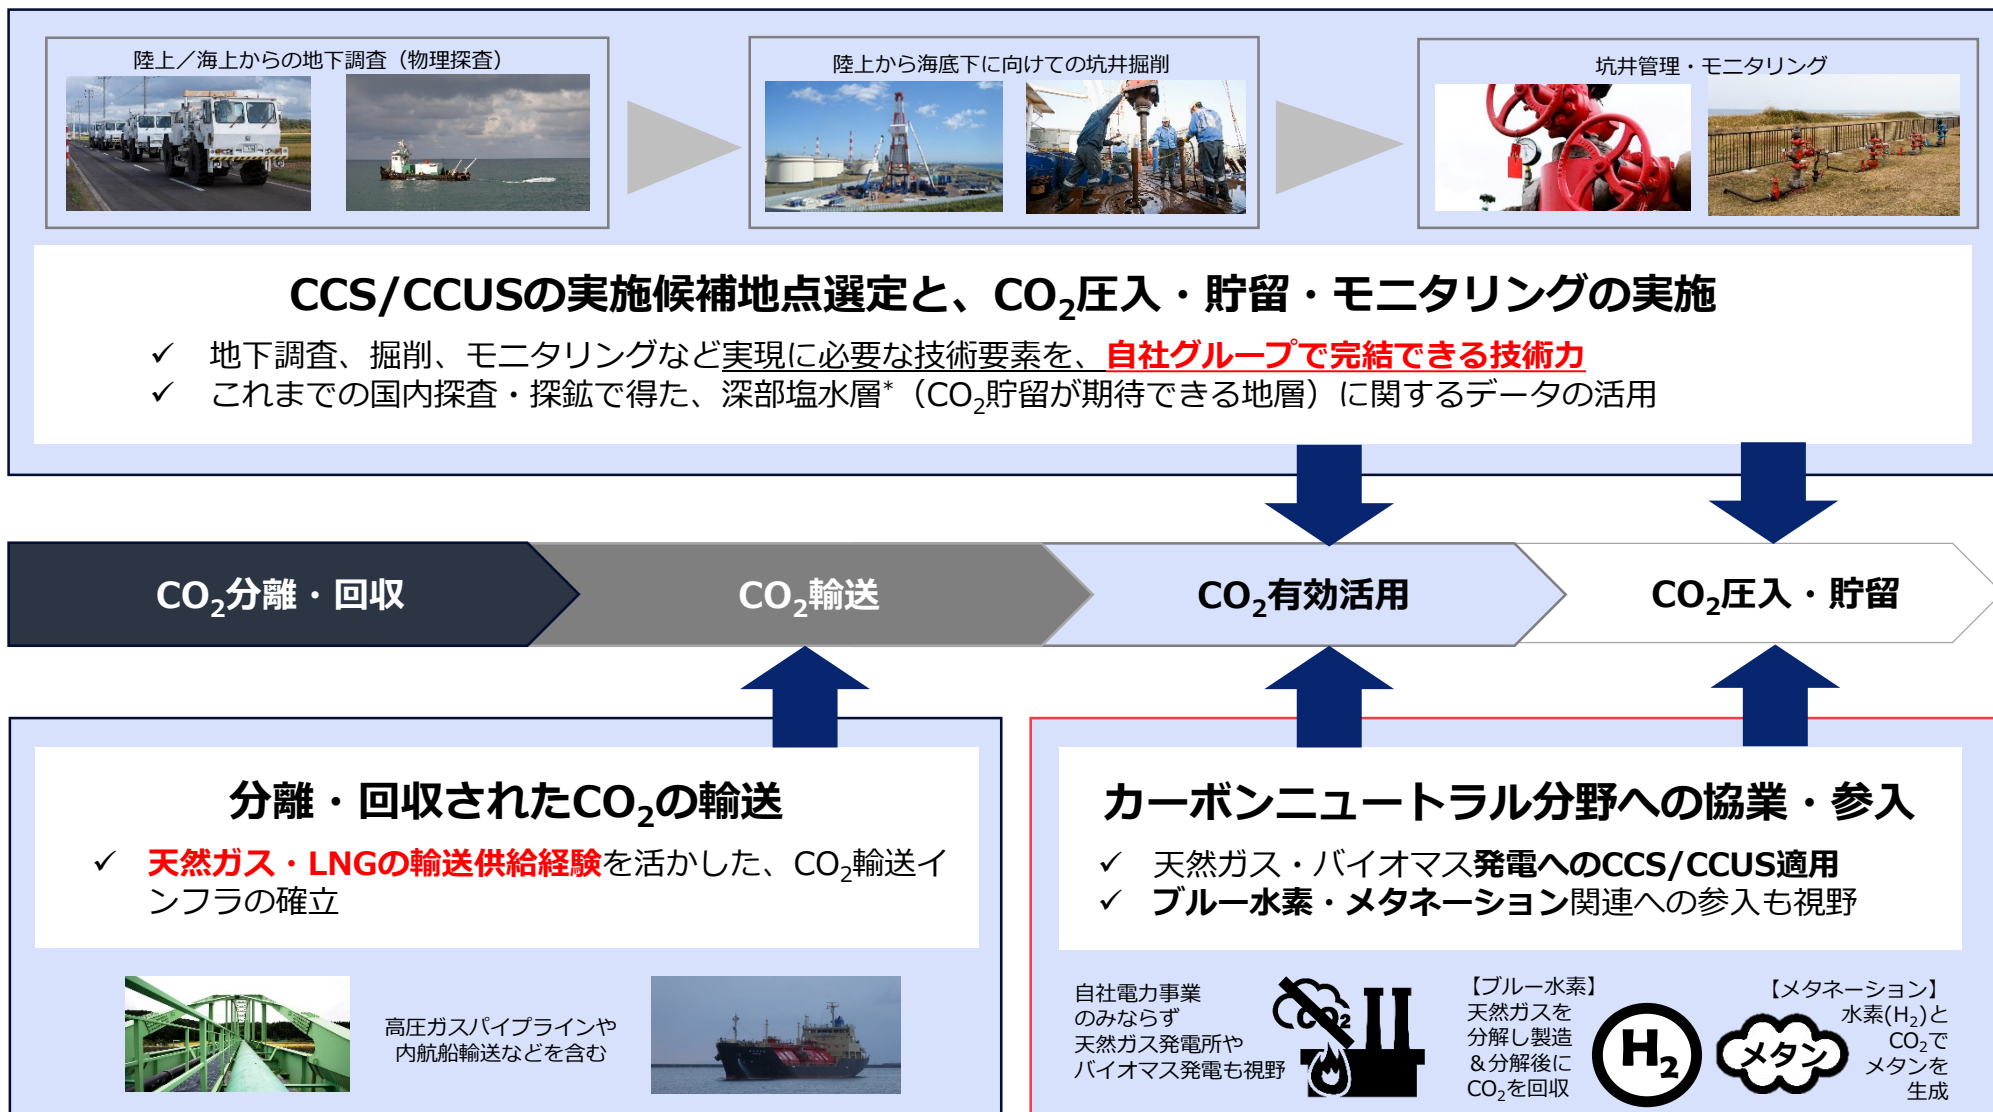 陸上／海上からの地下調査（物理探査）
陸上から海底下に向けての坑井掘削
坑井管理・モニタリング
CCS/CCUSの実施候補地点選定と、CO₂圧入・貯留・モニタリングの実施
✓ 地下調査、掘削、モニタリングなど実現に必要な技術要素を、自社グループで完結できる技術力
✓ これまでの国内探査・探鉱で得た、深部塩水層*（CO₂貯留が期待できる地層）に関するデータの活用
CO₂分離・回収
CO₂輸送
CO₂有効活用
CO₂圧入・貯留
分離・回収されたCO₂の輸送
✓ 天然ガス・LNGの輸送供給経験を活かした、CO₂輸送イ
ンフラの確立
高圧ガスパイプラインや
内航船輸送などを含む
カーボンニュートラル分野への協業・参入
✓ 天然ガス・バイオマス発電へのCCS/CCUS適用
✓ ブルー水素・メタネーション関連への参入も視野
自社電力事業
のみならず
天然ガス発電所や
バイオマス発電も視野
CO₂
【ブルー水素】
天然ガスを
分解し製造
＆分解後に
CO₂を回収
H₂
メタン
【メタネーション】
水素(H₂)と
CO₂で
メタンを
生成